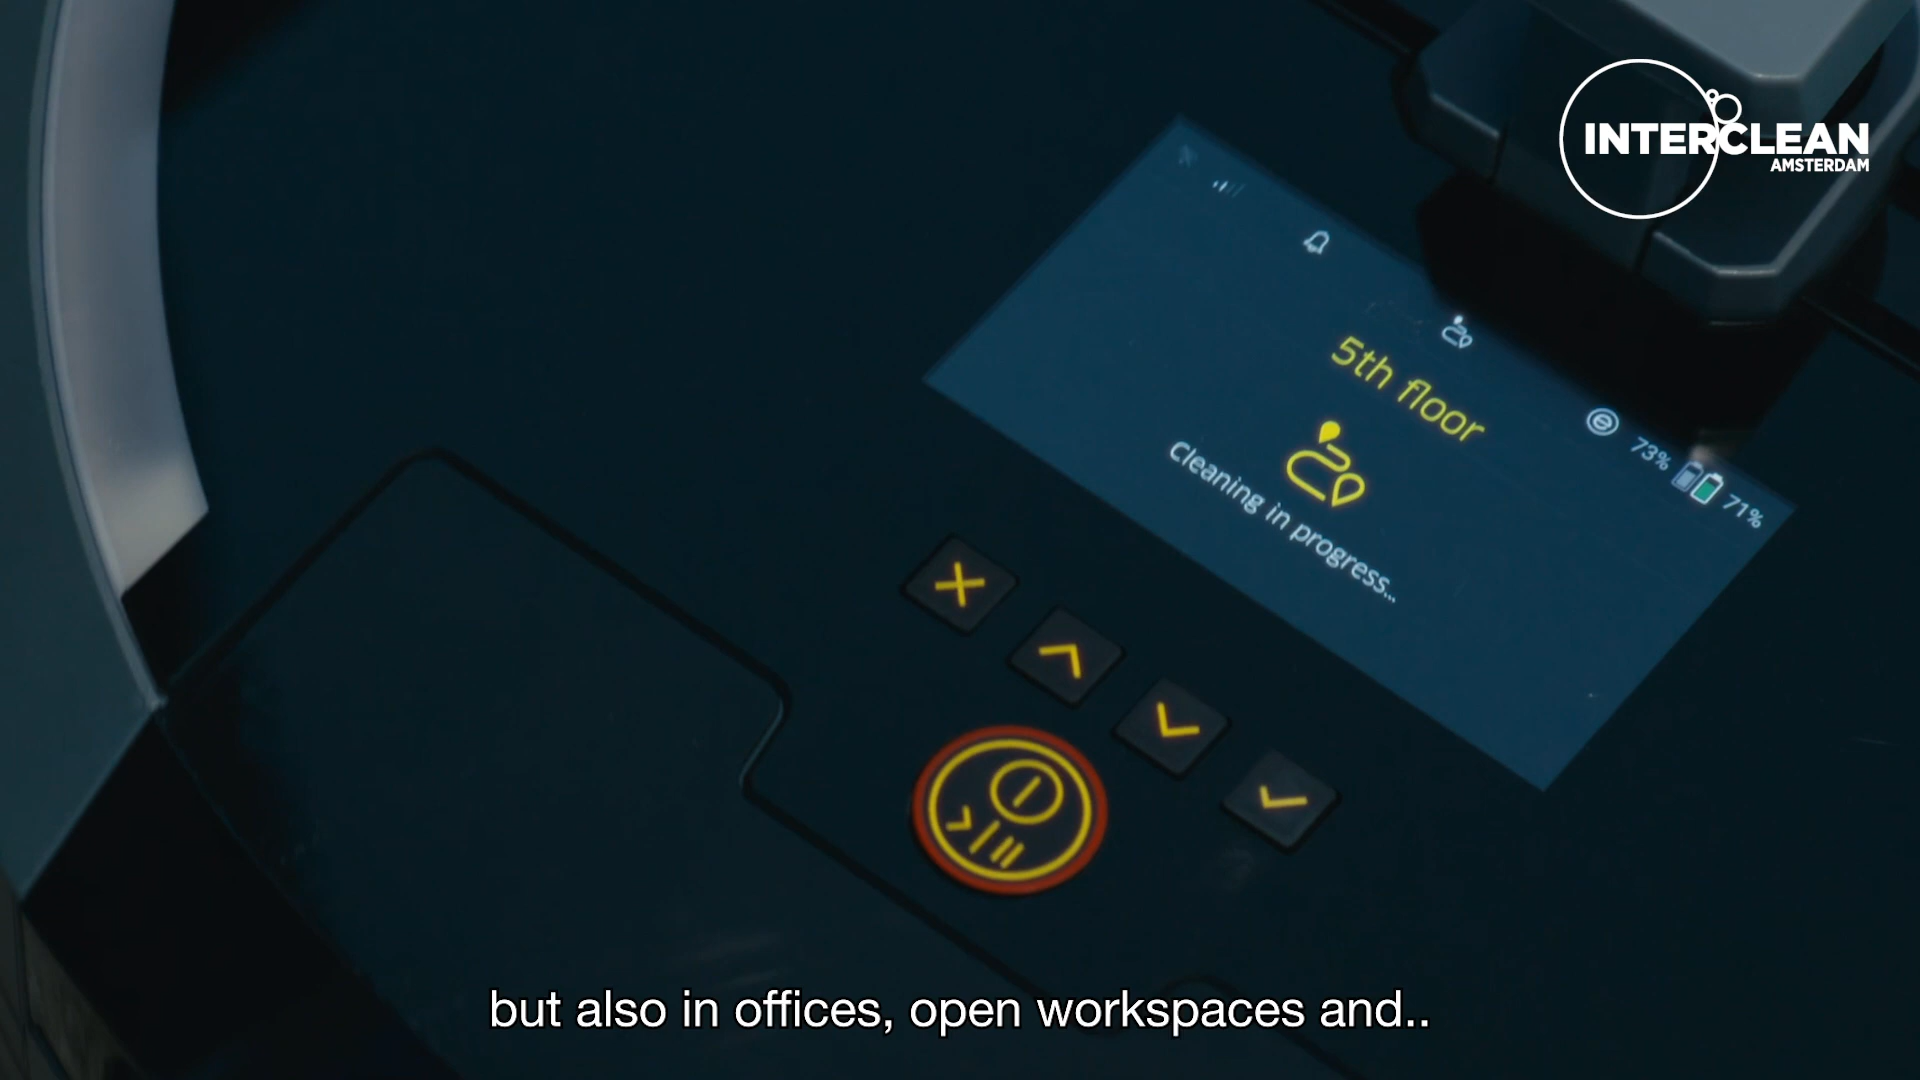 INTERCLEAN
AMSTERDAM
5th floor
73%
71%
Cleaning in progress...
but also in offices, open workspaces and..